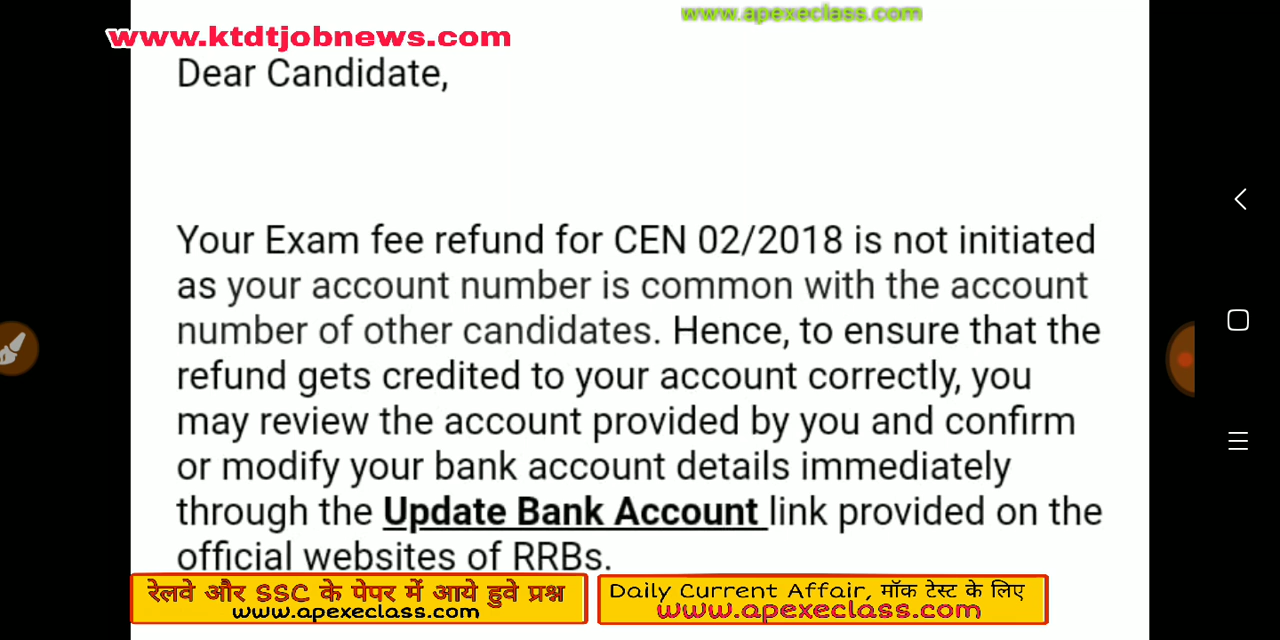 www.apexeclass.com
www.ktdtjobnews.com
Dear Candidate,
Your Exam fee refund for CEN 02/2018 is not initiated
as your account number is common with the account
number of other candidates. Hence, to ensure that the
refund gets credited to your account correctly, you
may review the account provided by you and confirm
or modify your bank account details immediately
through the Update Bank Account link provided on the
official websites of RRBs.
रेलवे और SSC के पेपर में आये हुवे प्रश्न
www.apexeclass.com
Daily Current Affair, मॉक टेस्ट के लिए
www.apexeclass.com